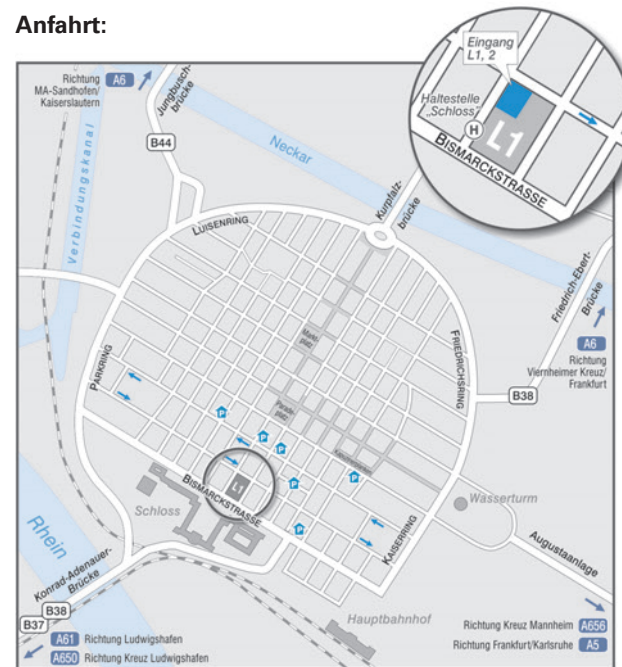 Anfahrt:
Eingang
L1, 2
Haltestelle
„Schloss“
H
L1
BISMARCKSTRASSE
Richtung A6
MA-Sandhofen/
Kaiserslautern
Jungbusch-
brücke
B44
Verbindungskanal
Neckar
Kurpfalz-
brücke
LUISENRING
Friedrich-Ebert-
Brücke
A6
Richtung
Viernheimer Kreuz/
Frankfurt
B38
FRIEDRICHSRING
PARKRING
Markt-
platz
Parade-
platz
P
P
P
P
P
P
L1
BISMARCKSTRASSE
Schloss
KAISERRING
Wasserturm
Augustaanlage
Rhein
Konrad-Adenauer-
Brücke
B38
B37
Hauptbahnhof
A61 Richtung Ludwigshafen
A650 Richtung Kreuz Ludwigshafen
Richtung Kreuz Mannheim A656
Richtung Frankfurt/Karlsruhe A5